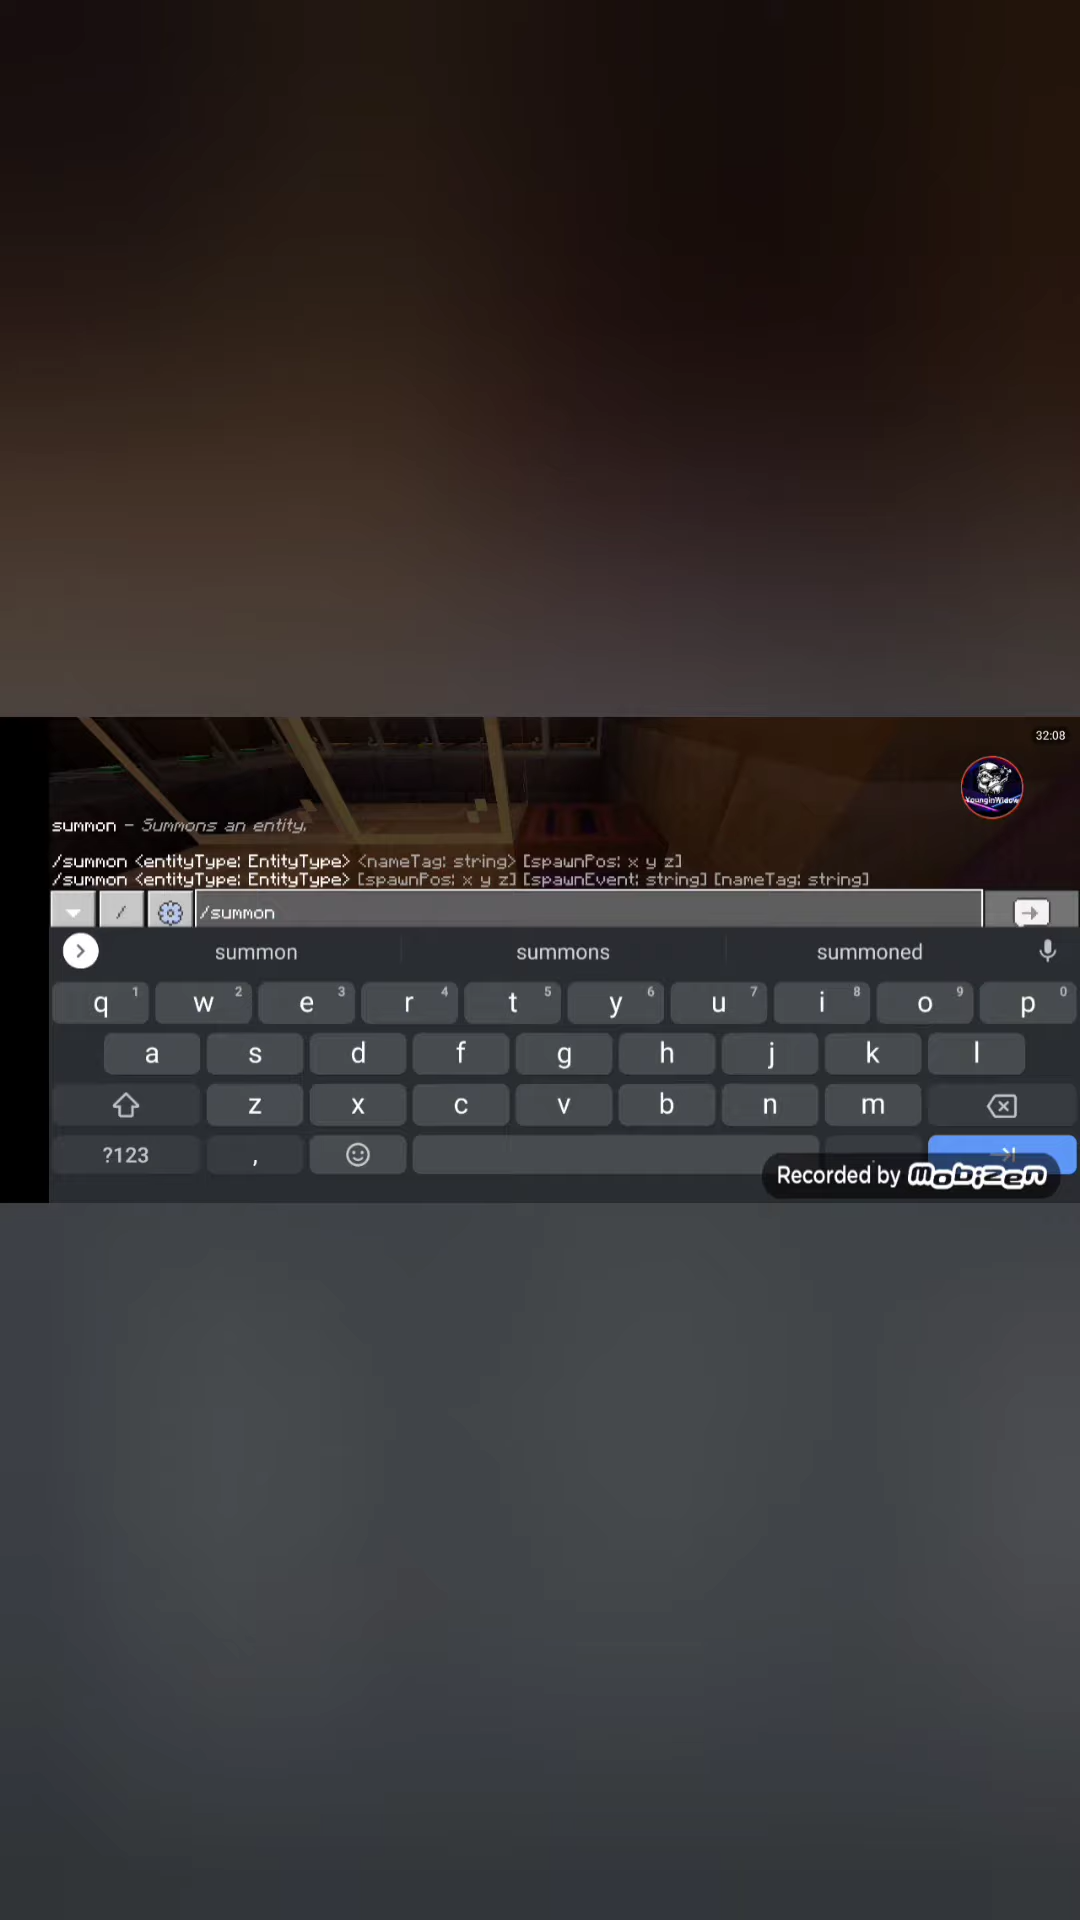 32:08
YounginWidow
summon - Summons an entity.
/summon <entityType: EntityType> <nameTag: string> [spawnPos: x y z]
/summon <entityType: EntityType> [spawnPos: x y z] [spawnEvent: string] [nameTag: string]
/ /summon
summon summons summoned
q 1 w 2 e 3 r 4 t 5 y 6 u 7 i 8 o 9 p 0
a s d f g h j k l
z x c v b n m
?123 , .
Recorded by mobizen